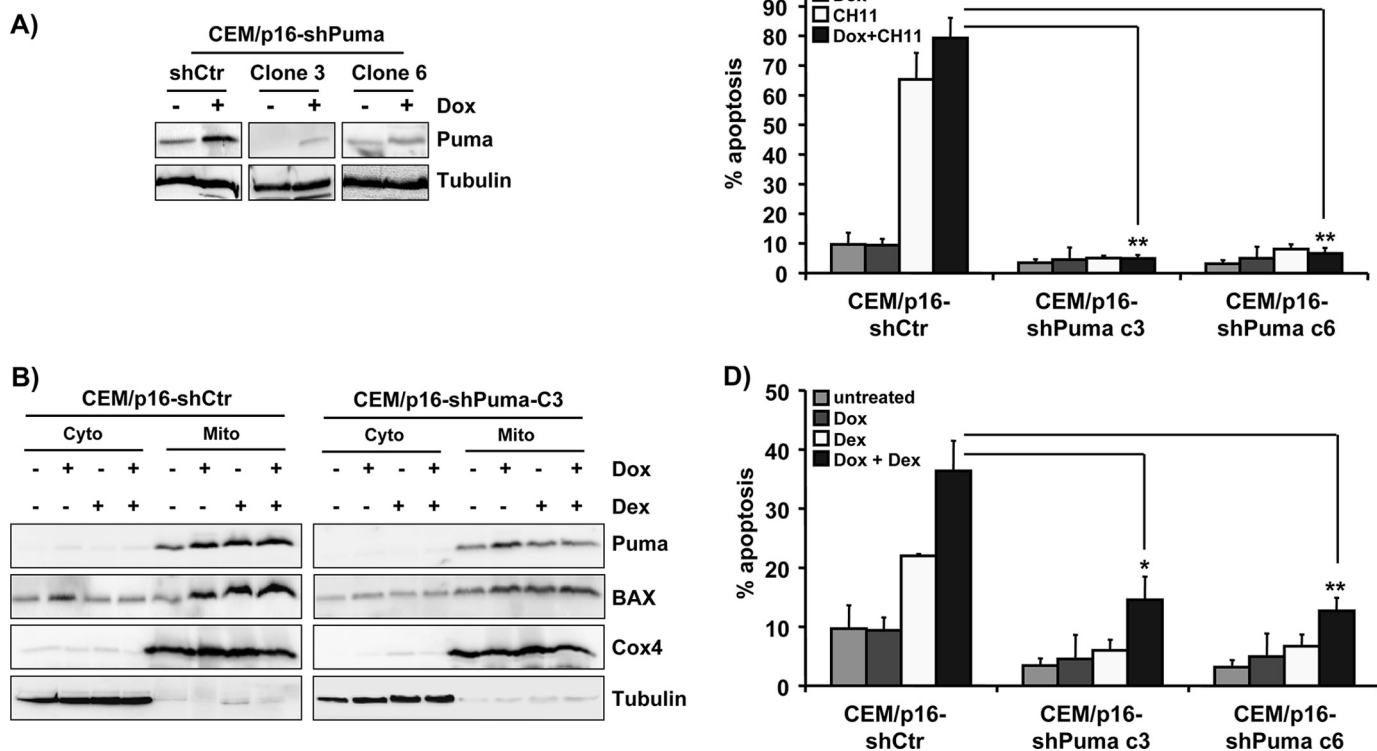 A)
CEM/p16-shPuma
shCtr Clone 3 Clone 6
- + - + - + Dox
Puma
Tubulin
90
80
70
60
50
40
30
20
10
0
% apoptosis
CH11
Dox+CH11
** **
CEM/p16- CEM/p16- CEM/p16-
shCtr shPuma c3 shPuma c6
B)
CEM/p16-shCtr CEM/p16-shPuma-C3
Cyto Mito Cyto Mito
- + - + - + - + - + - + - + - + Dox
- - + + - - + + - - + + - - + + Dex
Puma
BAX
Cox4
Tubulin
D)
50
40
30
20
10
0
% apoptosis
untreated
Dox
Dex
Dox + Dex
* **
CEM/p16- CEM/p16- CEM/p16-
shCtr shPuma c3 shPuma c6